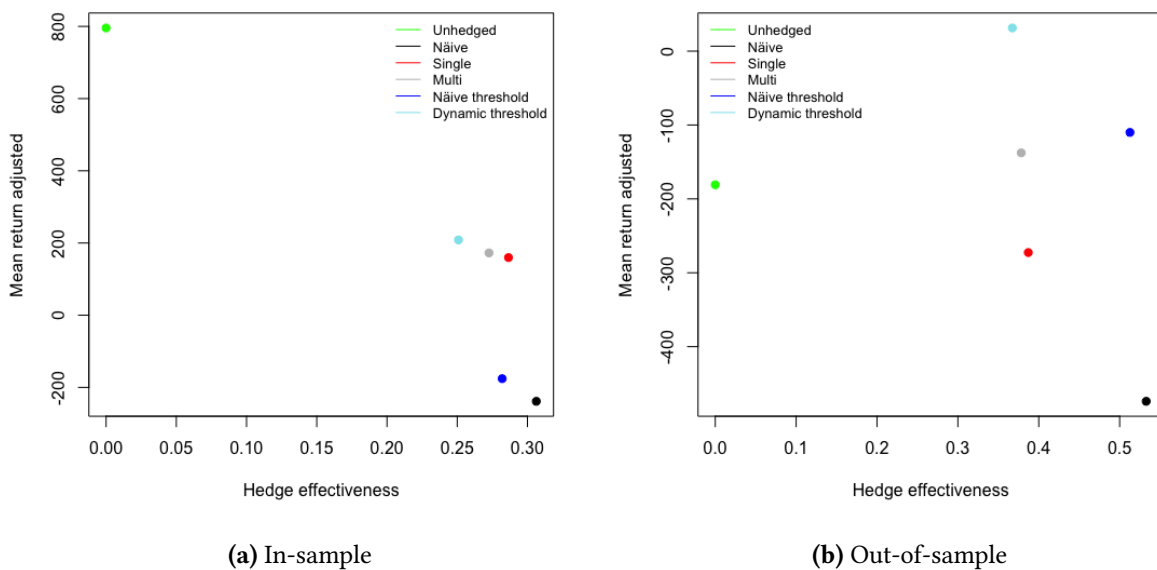 Mean return adjusted
800
600
400
200
0
-200
Unhedged
Näive
Single
Multi
Näive threshold
Dynamic threshold
0.00 0.05 0.10 0.15 0.20 0.25 0.30
Hedge effectiveness
(a) In-sample
Mean return adjusted
0
-100
-200
-300
-400
Unhedged
Näive
Single
Multi
Näive threshold
Dynamic threshold
0.0 0.1 0.2 0.3 0.4 0.5
Hedge effectiveness
(b) Out-of-sample